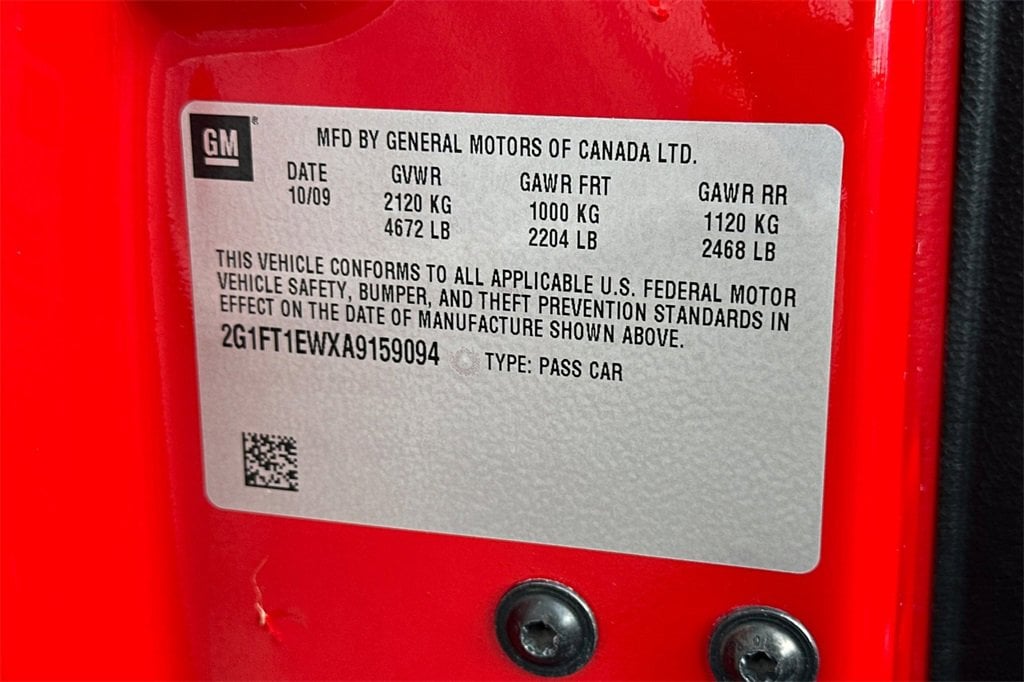 GM®
MFD BY GENERAL MOTORS OF CANADA LTD.
DATE GVWR GAWR FRT GAWR RR
10/09 2120 KG 1000 KG 1120 KG
4672 LB 2204 LB 2468 LB
THIS VEHICLE CONFORMS TO ALL APPLICABLE U.S. FEDERAL MOTOR
VEHICLE SAFETY, BUMPER, AND THEFT PREVENTION STANDARDS IN
EFFECT ON THE DATE OF MANUFACTURE SHOWN ABOVE.
2G1FT1EWXA9159094 TYPE: PASS CAR